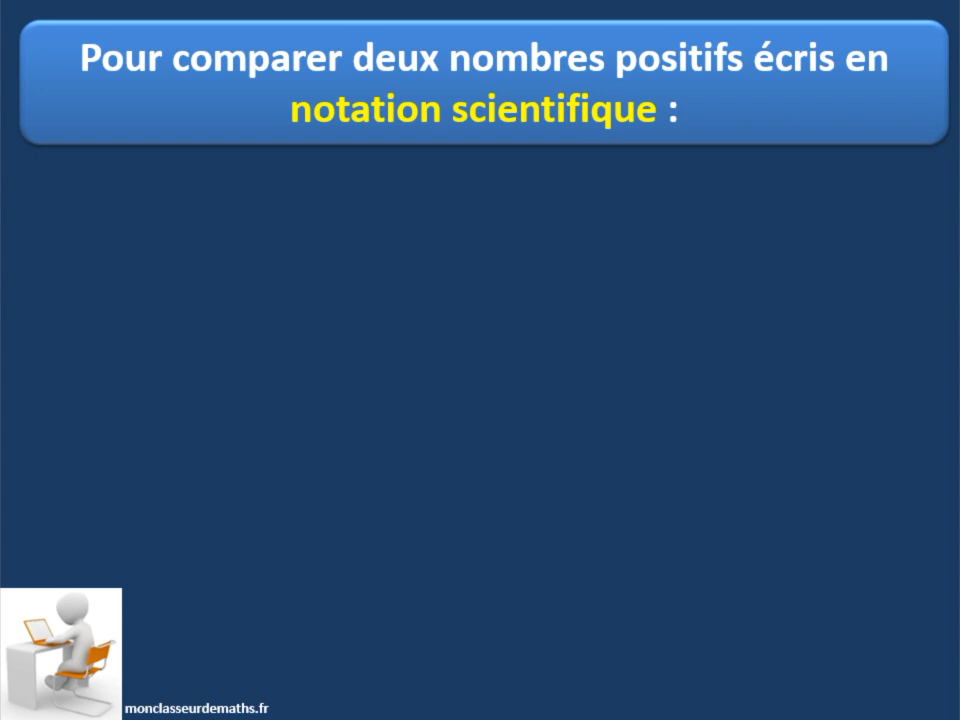 Pour comparer deux nombres positifs écris en
notation scientifique :
monclasseurdemaths.fr